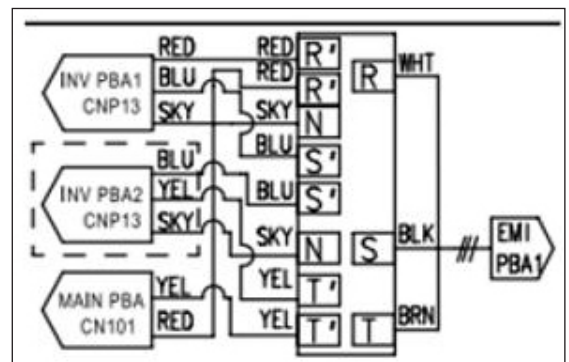 RED
RED
R'
WHT
INV PBA1
BLU
RED
R'
R
CNP13
SKY
SKY
N
BLU
S'
BLU
INV PBA2
YEL
BLU
S'
CNP13
SKY
SKY
N
S
BLK
EMI
PBA1
YEL
T'
MAIN PBA
YEL
CN101
RED
YEL
T'
T
BRN